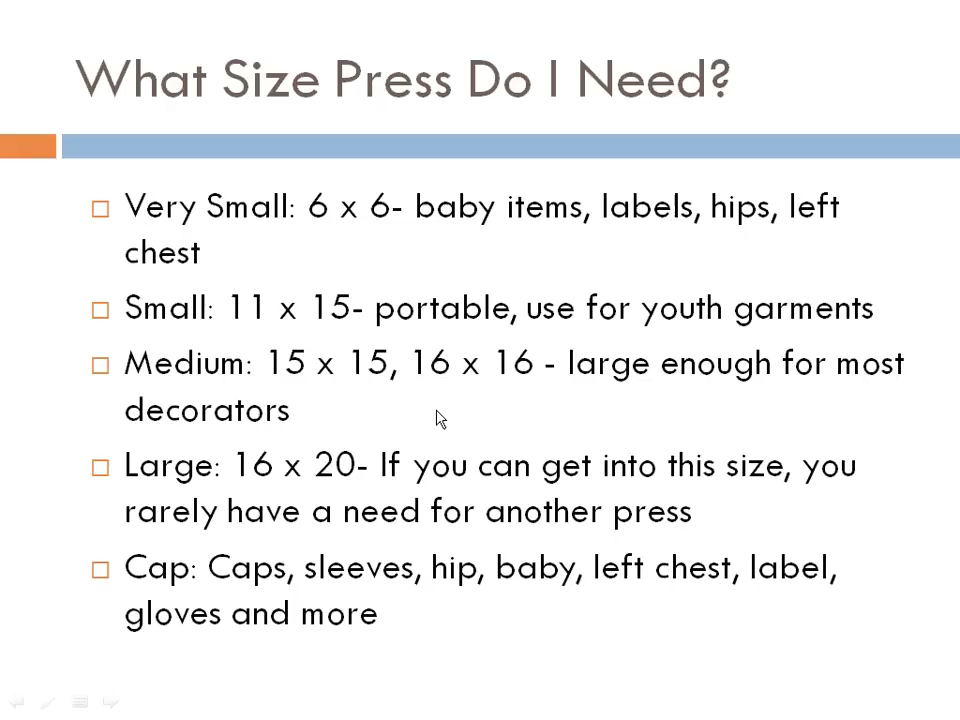 What Size Press Do I Need?
Very Small: 6 x 6- baby items, labels, hips, left
chest
Small: 11 x 15- portable, use for youth garments
Medium: 15 x 15, 16 x 16 - large enough for most
decorators
Large: 16 x 20- If you can get into this size, you
rarely have a need for another press
Cap: Caps, sleeves, hip, baby, left chest, label,
gloves and more